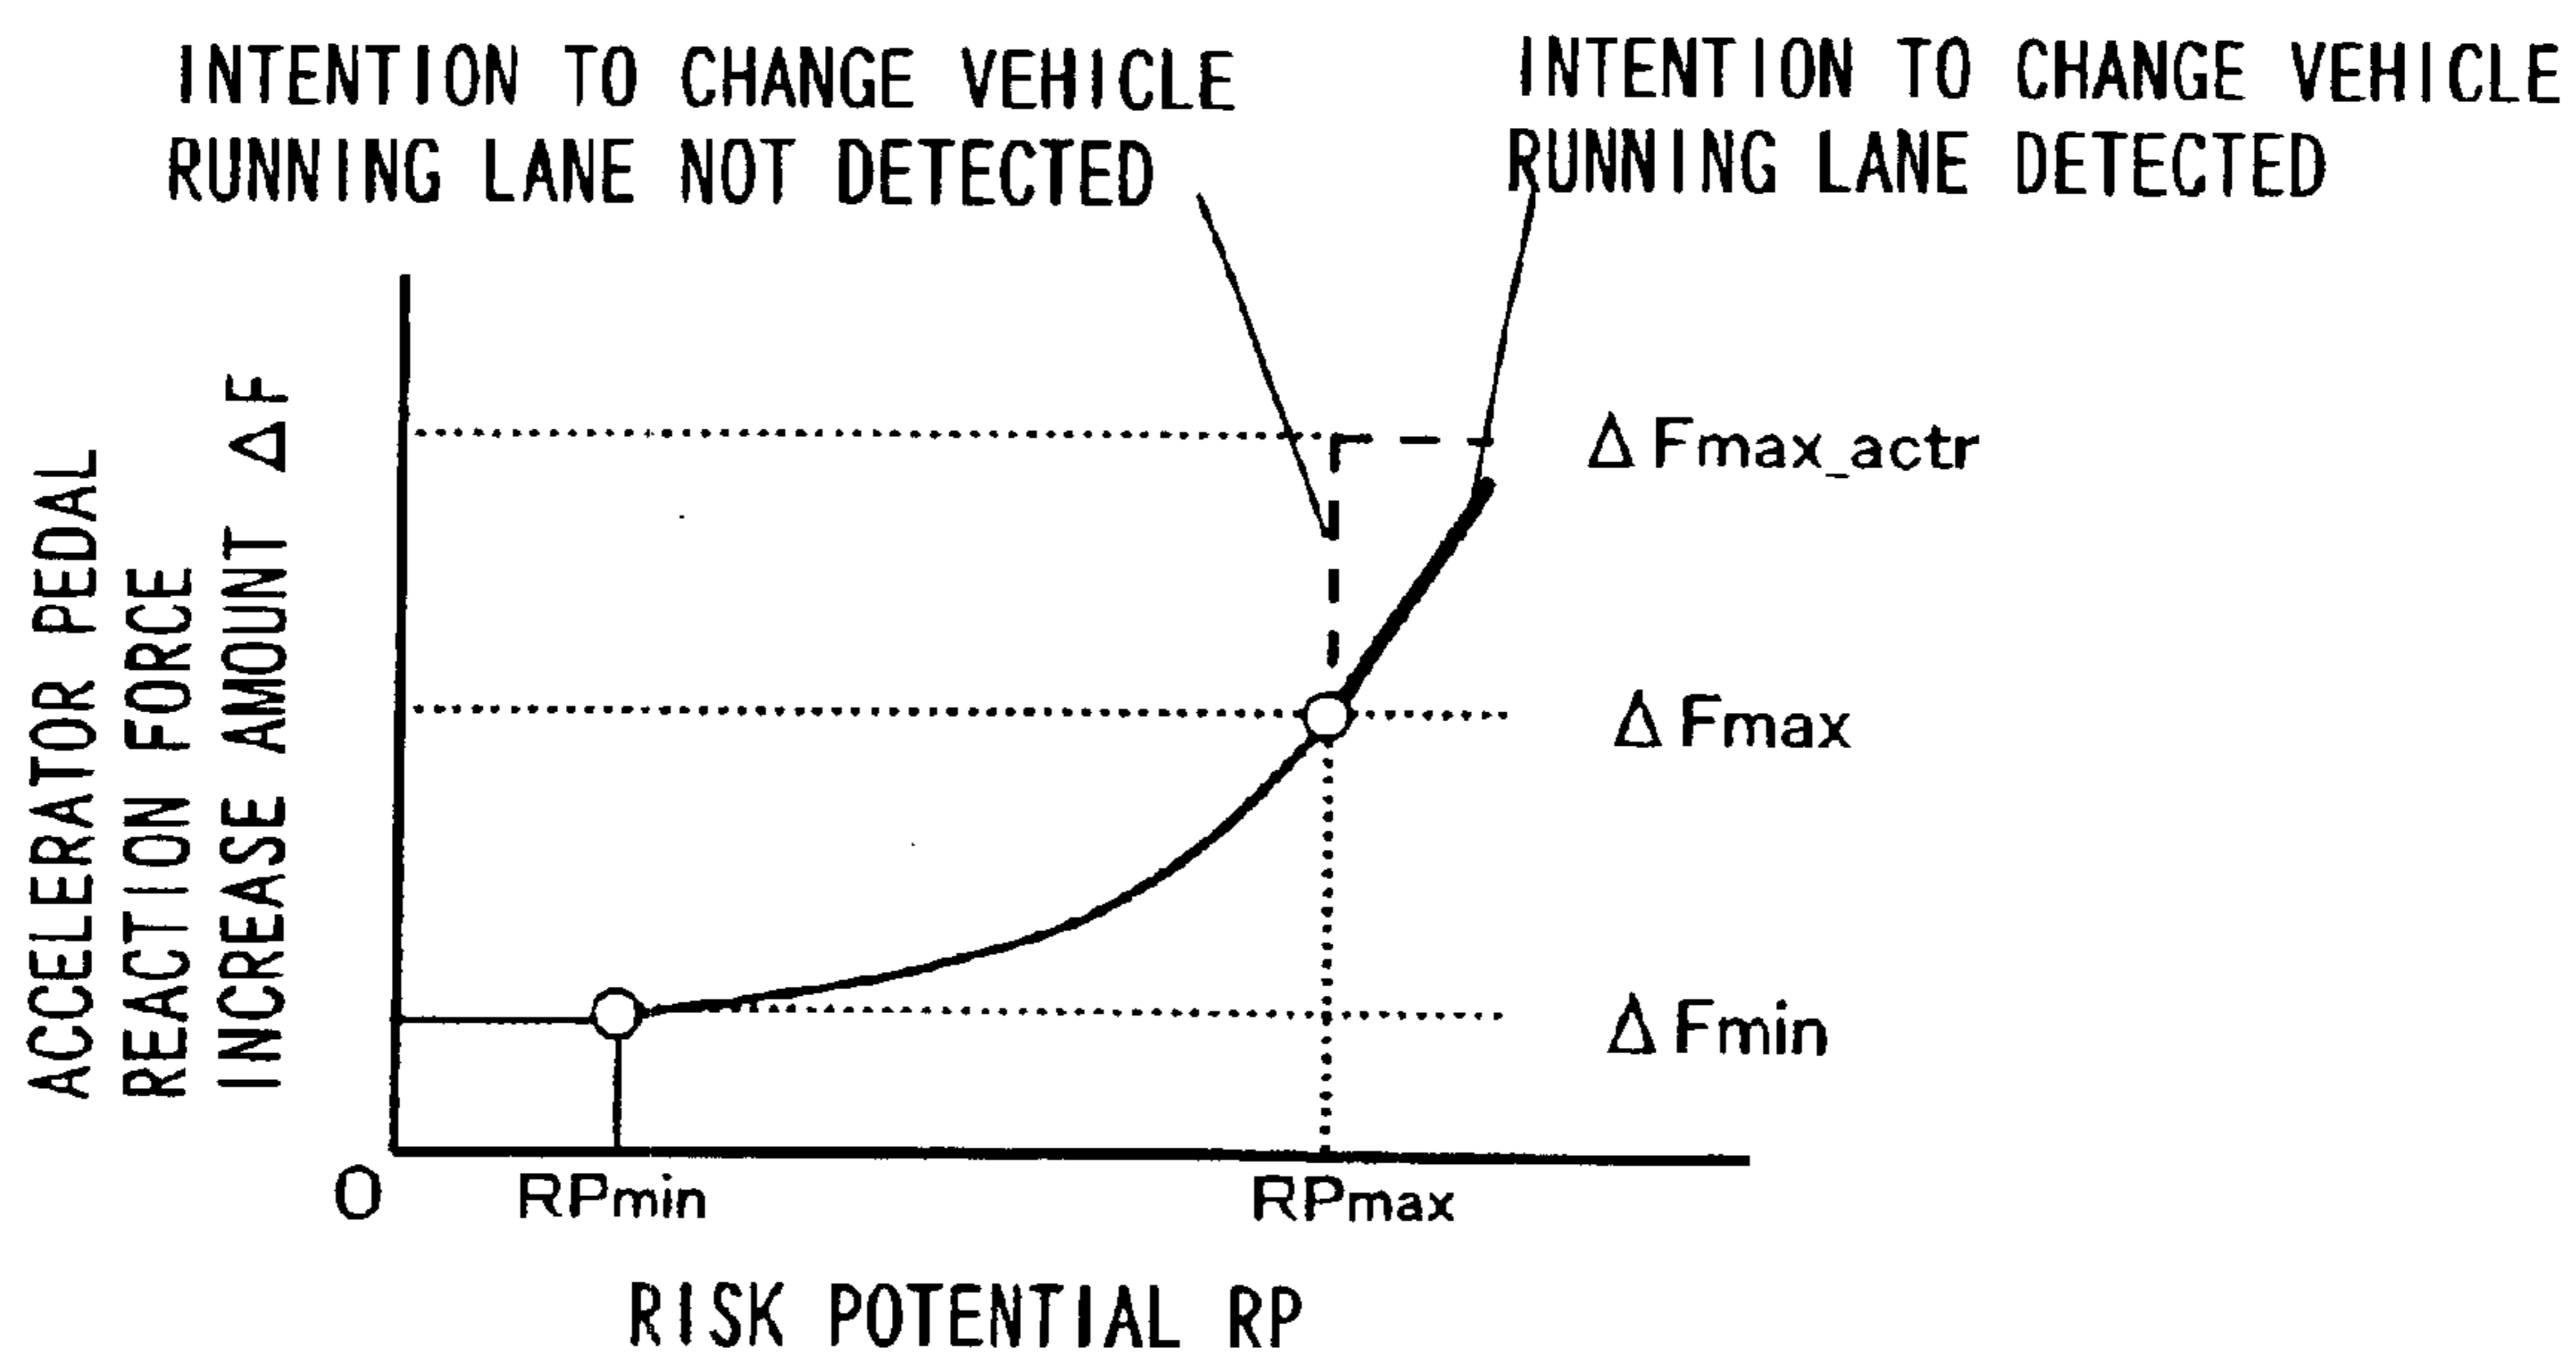 INTENTION TO CHANGE VEHICLE
RUNNING LANE NOT DETECTED
INTENTION TO CHANGE VEHICLE
RUNNING LANE DETECTED
ACCELERATOR PEDAL
REACTION FORCE
INCREASE AMOUNT ΔF
ΔFmax_actr
ΔFmax
ΔFmin
0
RPmin
RPmax
RISK POTENTIAL RP